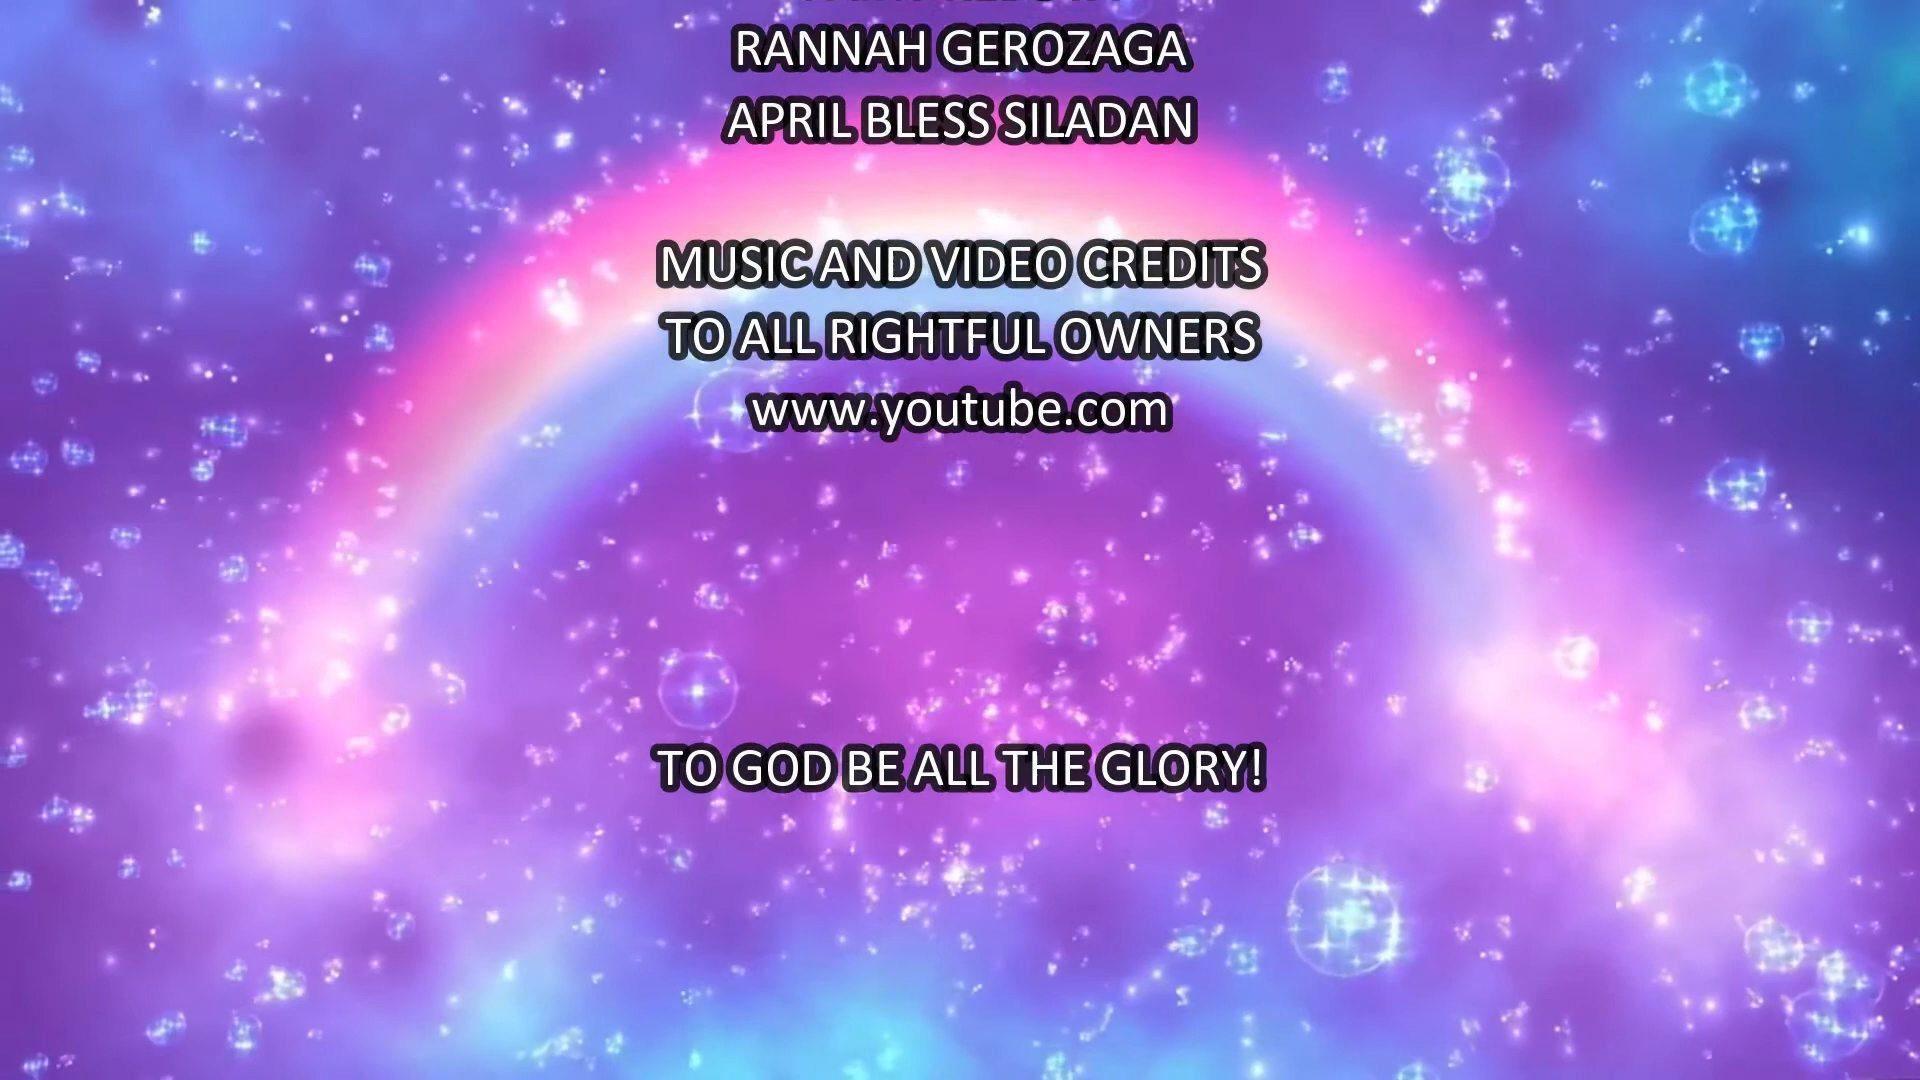 RANNAH GEROZAGA
APRIL BLESS SILADAN
MUSIC AND VIDEO CREDITS
TO ALL RIGHTFUL OWNERS
www.youtube.com
TO GOD BE ALL THE GLORY!